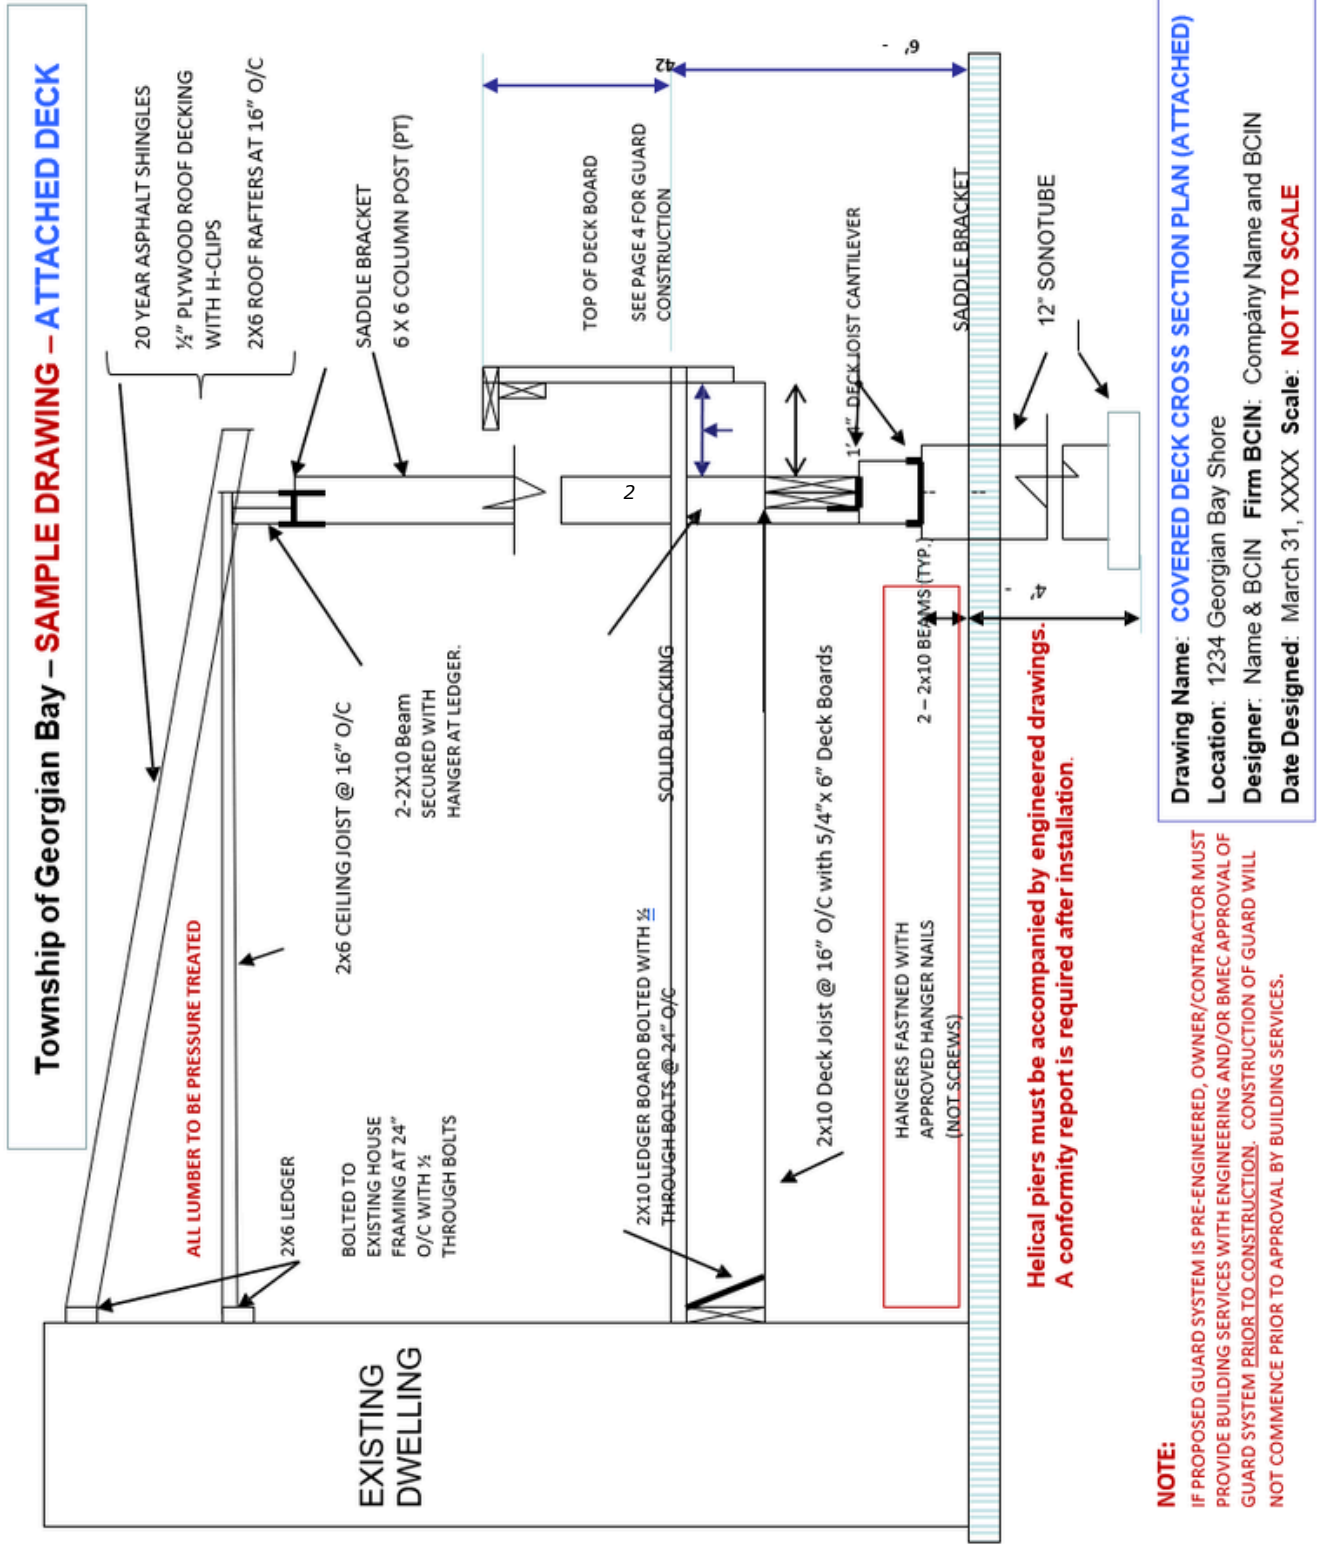 Township of Georgian Bay – SAMPLE DRAWING – ATTACHED DECK
20 YEAR ASPHALT SHINGLES
½" PLYWOOD ROOF DECKING
WITH H-CLIPS
2X6 ROOF RAFTERS AT 16" O/C
ALL LUMBER TO BE PRESSURE TREATED
2X6 LEDGER
BOLTED TO
EXISTING HOUSE
FRAMING AT 24"
O/C WITH ½
THROUGH BOLTS
2x6 CEILING JOIST @ 16" O/C
2-2X10 Beam
SECURED WITH
HANGER AT LEDGER.
SADDLE BRACKET
6 X 6 COLUMN POST (PT)
EXISTING
DWELLING
42
6' -
TOP OF DECK BOARD
SEE PAGE 4 FOR GUARD
CONSTRUCTION
2
2X10 LEDGER BOARD BOLTED WITH ½
THROUGH BOLTS @ 24" O/C
SOLID BLOCKING
2x10 Deck Joist @ 16" O/C with 5/4"x 6" Deck Boards
1' 4" DECK JOIST CANTILEVER
HANGERS FASTNED WITH
APPROVED HANGER NAILS
(NOT SCREWS)
2 – 2x10 BEAMS (TYP.)
SADDLE BRACKET
12" SONOTUBE
4' -
Helical piers must be accompanied by engineered drawings.
A conformity report is required after installation.
NOTE:
IF PROPOSED GUARD SYSTEM IS PRE-ENGINEERED, OWNER/CONTRACTOR MUST
PROVIDE BUILDING SERVICES WITH ENGINEERING AND/OR BMEC APPROVAL OF
GUARD SYSTEM PRIOR TO CONSTRUCTION. CONSTRUCTION OF GUARD WILL
NOT COMMENCE PRIOR TO APPROVAL BY BUILDING SERVICES.
Drawing Name: COVERED DECK CROSS SECTION PLAN (ATTACHED)
Location: 1234 Georgian Bay Shore
Designer: Name & BCIN Firm BCIN: Company Name and BCIN
Date Designed: March 31, XXXX Scale: NOT TO SCALE